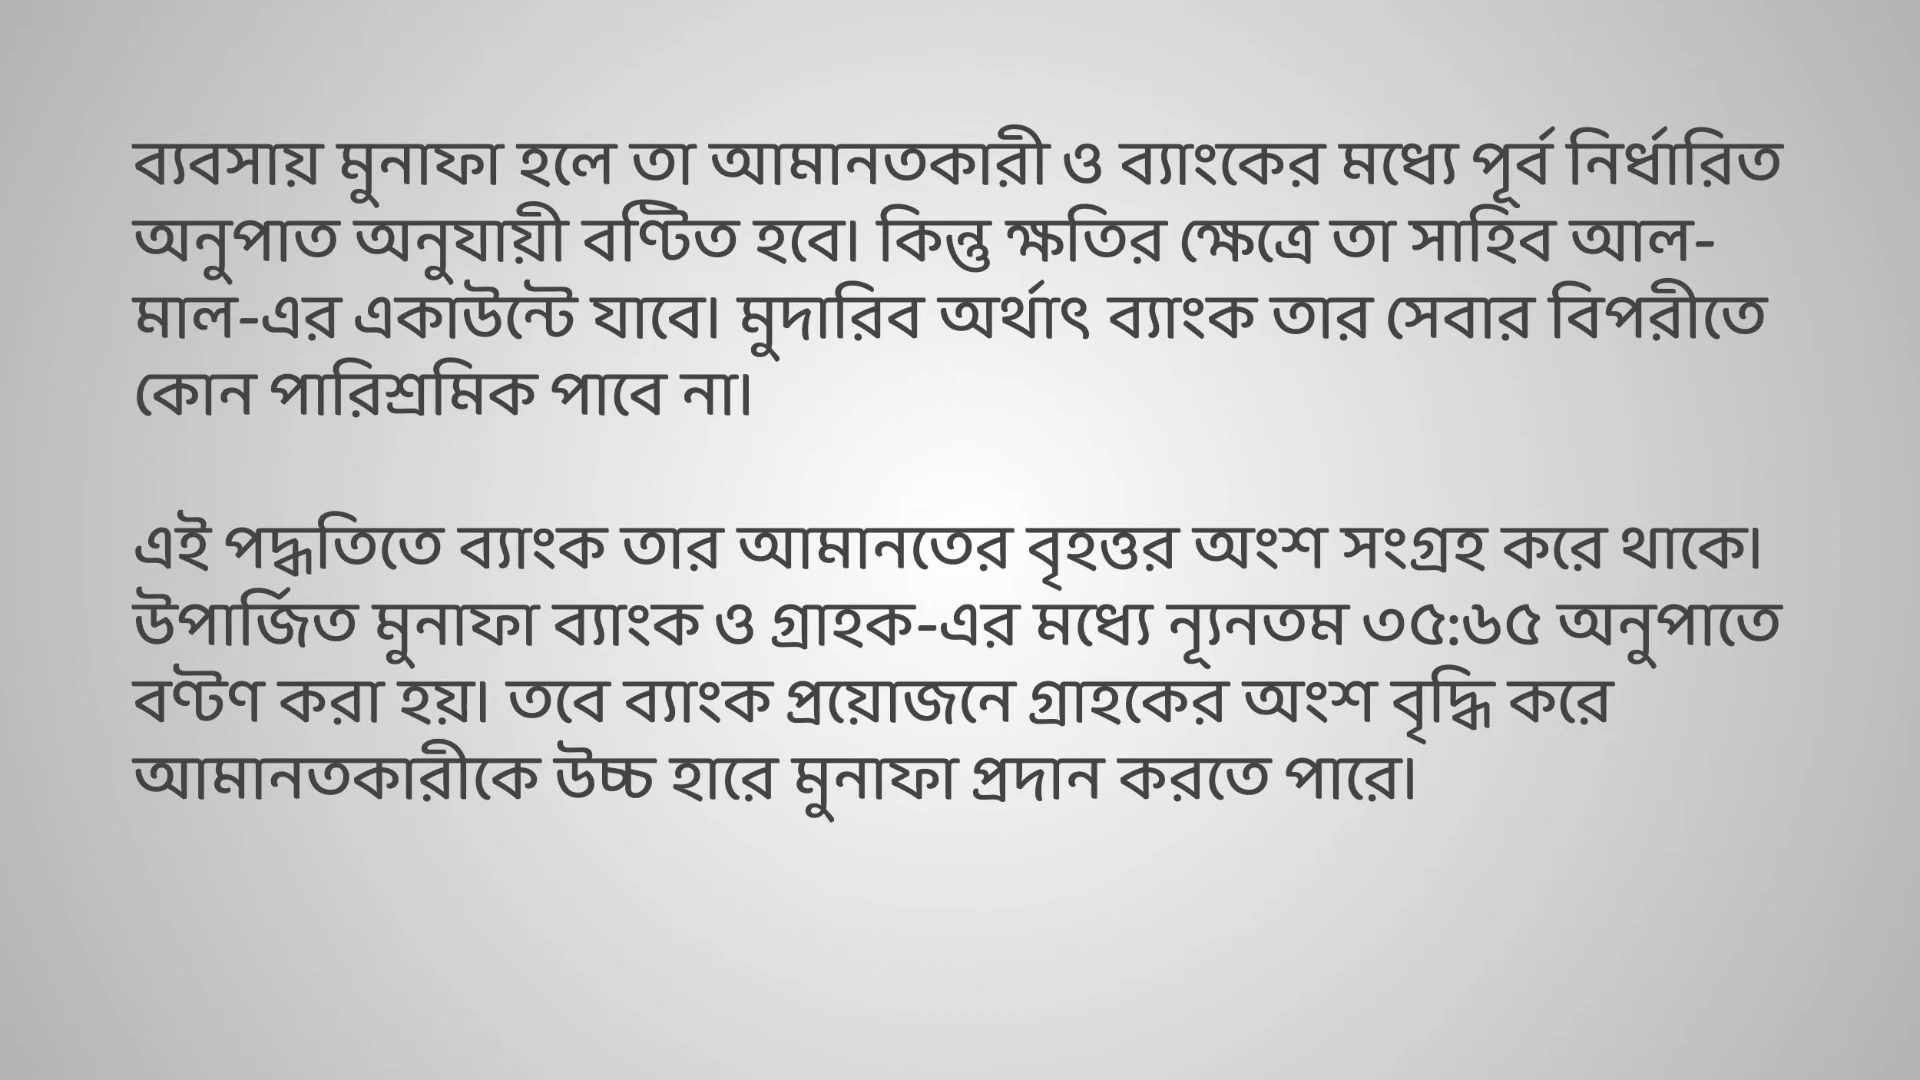 ব্যবসায় মুনাফা হলে তা আমানতকারী ও ব্যাংকের মধ্যে পূর্ব নির্ধারিত
অনুপাত অনুযায়ী বণ্টিত হবে। কিন্তু ক্ষতির ক্ষেত্রে তা সাহিব আল-
মাল-এর একাউন্টে যাবে। মুদারিব অর্থাৎ ব্যাংক তার সেবার বিপরীতে
কোন পারিশ্রমিক পাবে না।
এই পদ্ধতিতে ব্যাংক তার আমানতের বৃহত্তর অংশ সংগ্রহ করে থাকে।
উপার্জিত মুনাফা ব্যাংক ও গ্রাহক-এর মধ্যে ন্যূনতম ৩৫:৬৫ অনুপাতে
বণ্টণ করা হয়। তবে ব্যাংক প্রয়োজনে গ্রাহকের অংশ বৃদ্ধি করে
আমানতকারীকে উচ্চ হারে মুনাফা প্রদান করতে পারে।